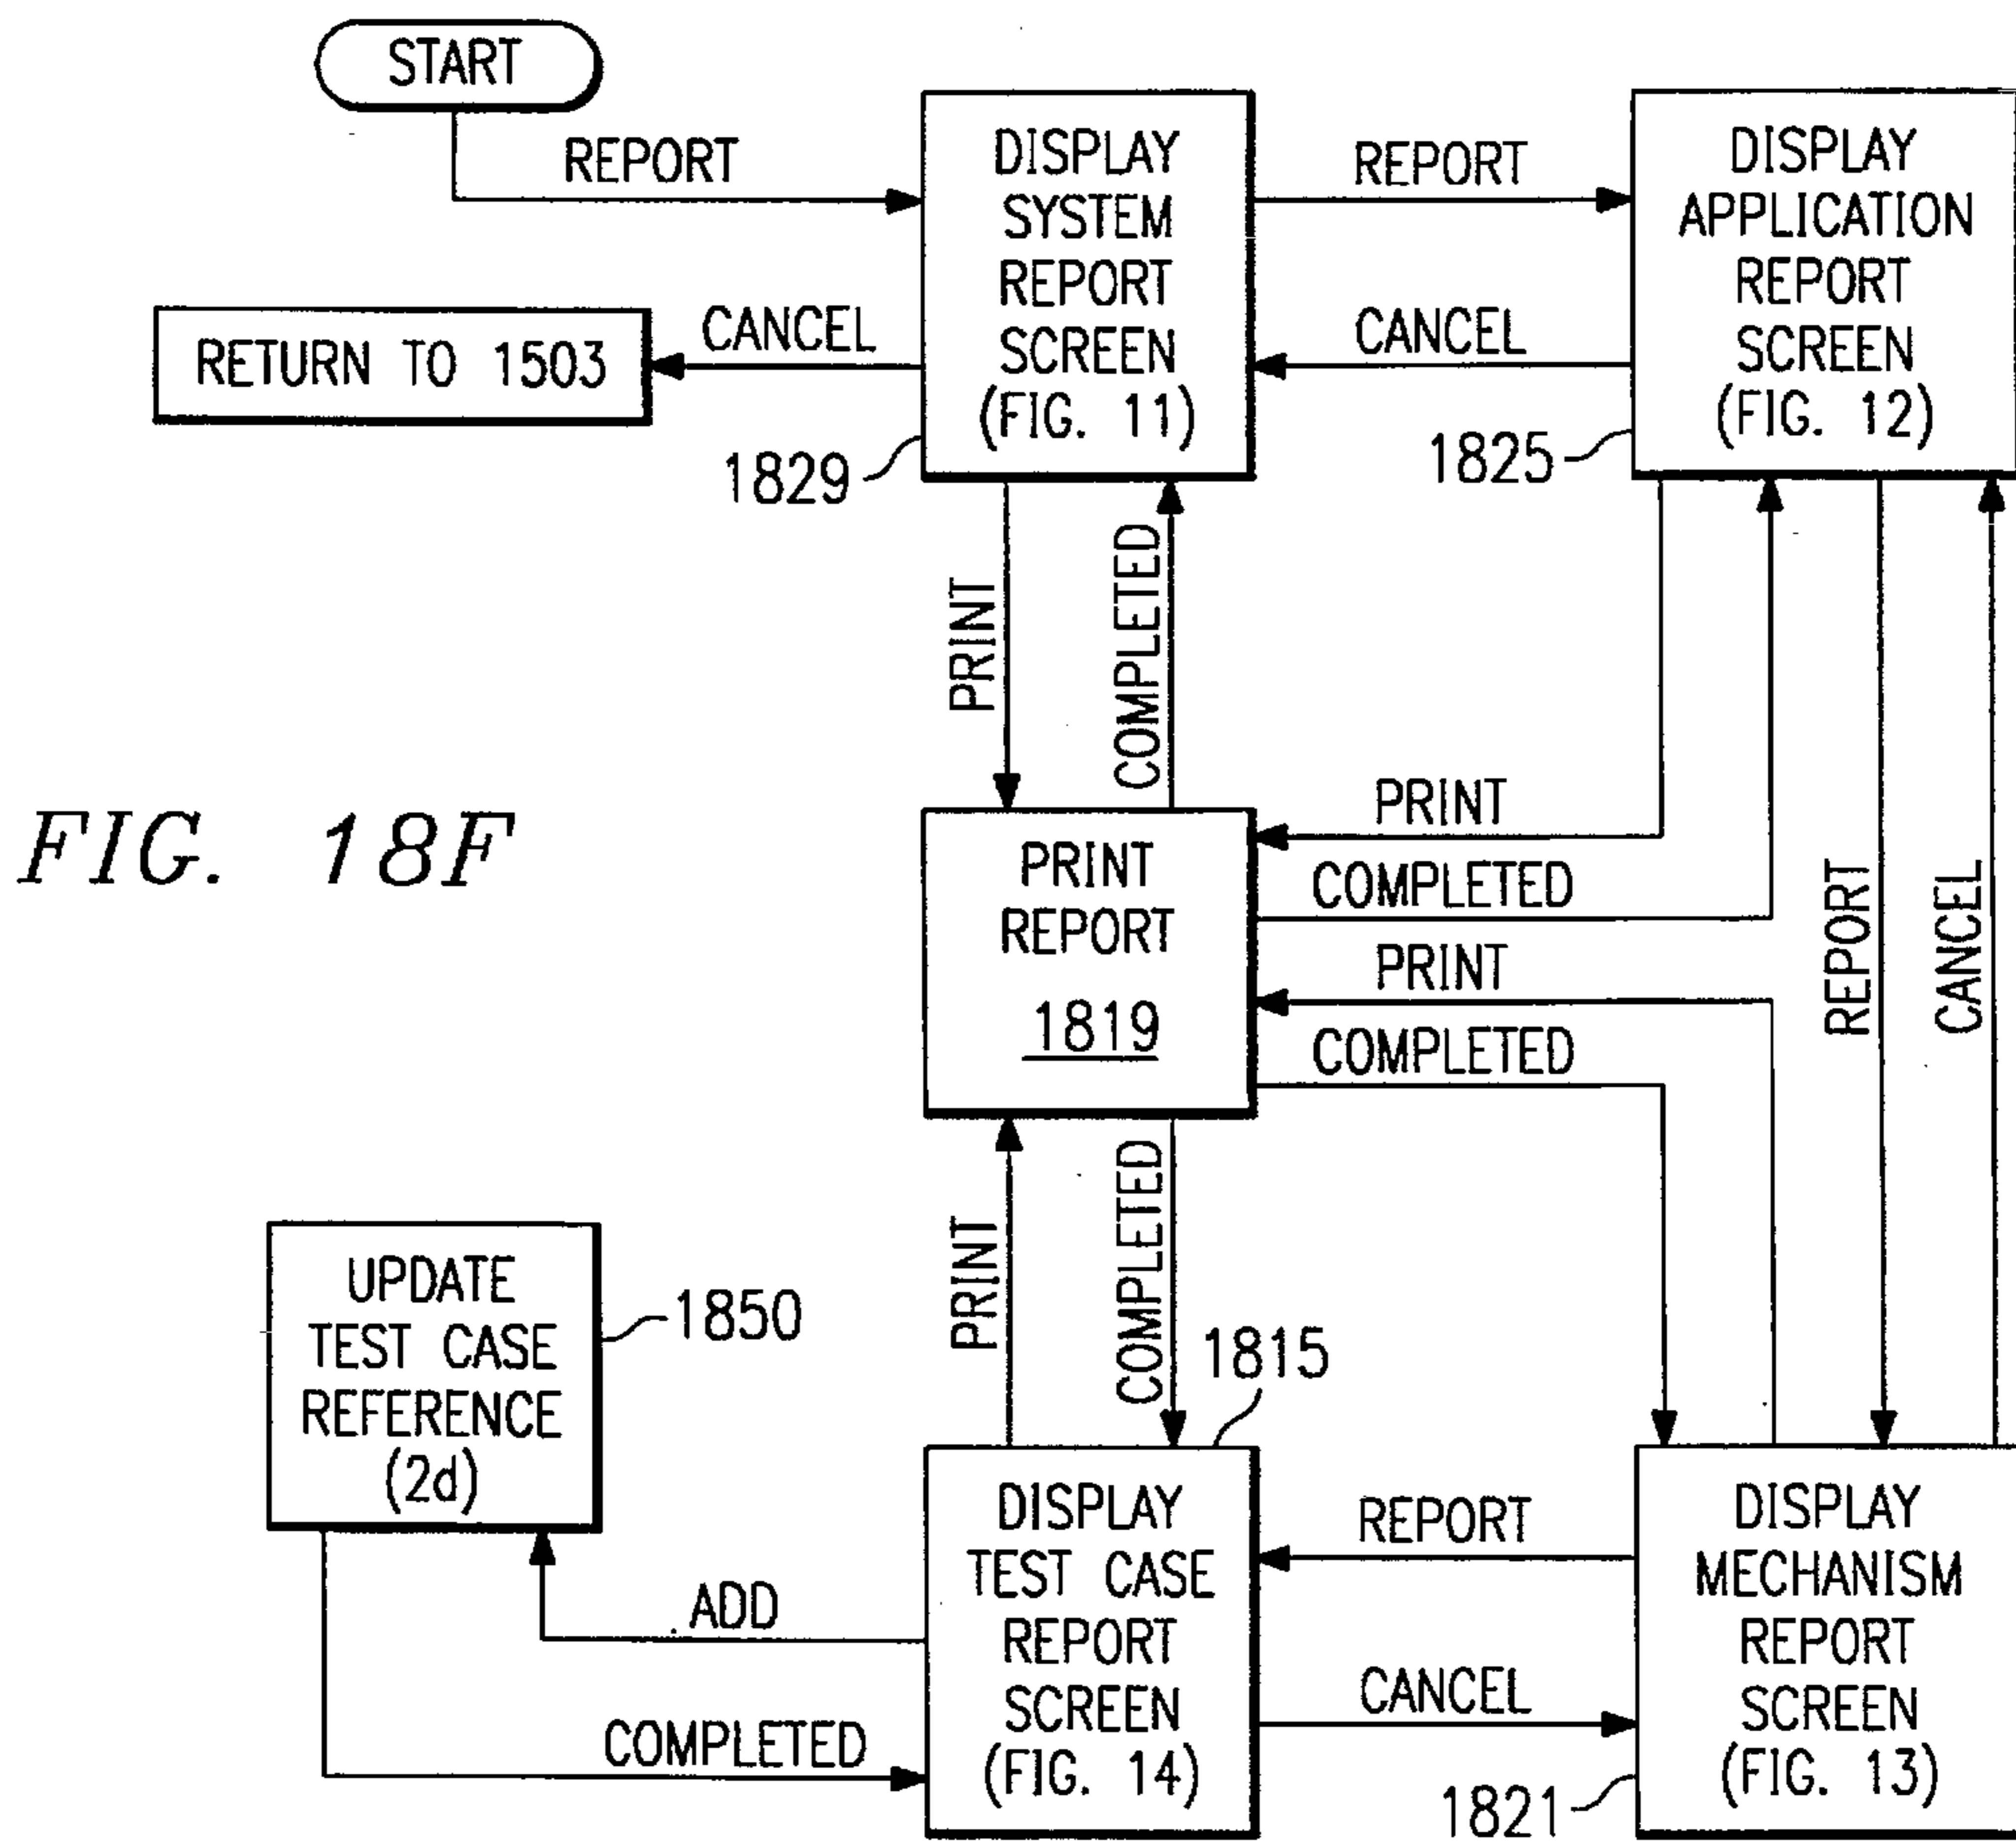 START
REPORT
DISPLAY
SYSTEM
REPORT
SCREEN
(FIG. 11)
REPORT
DISPLAY
APPLICATION
REPORT
SCREEN
(FIG. 12)
RETURN TO 1503
CANCEL
CANCEL
1829
1825
PRINT
COMPLETED
FIG. 18F
PRINT
REPORT
1819
PRINT
COMPLETED
PRINT
COMPLETED
REPORT
CANCEL
PRINT
COMPLETED
UPDATE
TEST CASE
REFERENCE
(2d)
1850
1815
DISPLAY
TEST CASE
REPORT
SCREEN
(FIG. 14)
REPORT
DISPLAY
MECHANISM
REPORT
SCREEN
(FIG. 13)
ADD
CANCEL
COMPLETED
1821